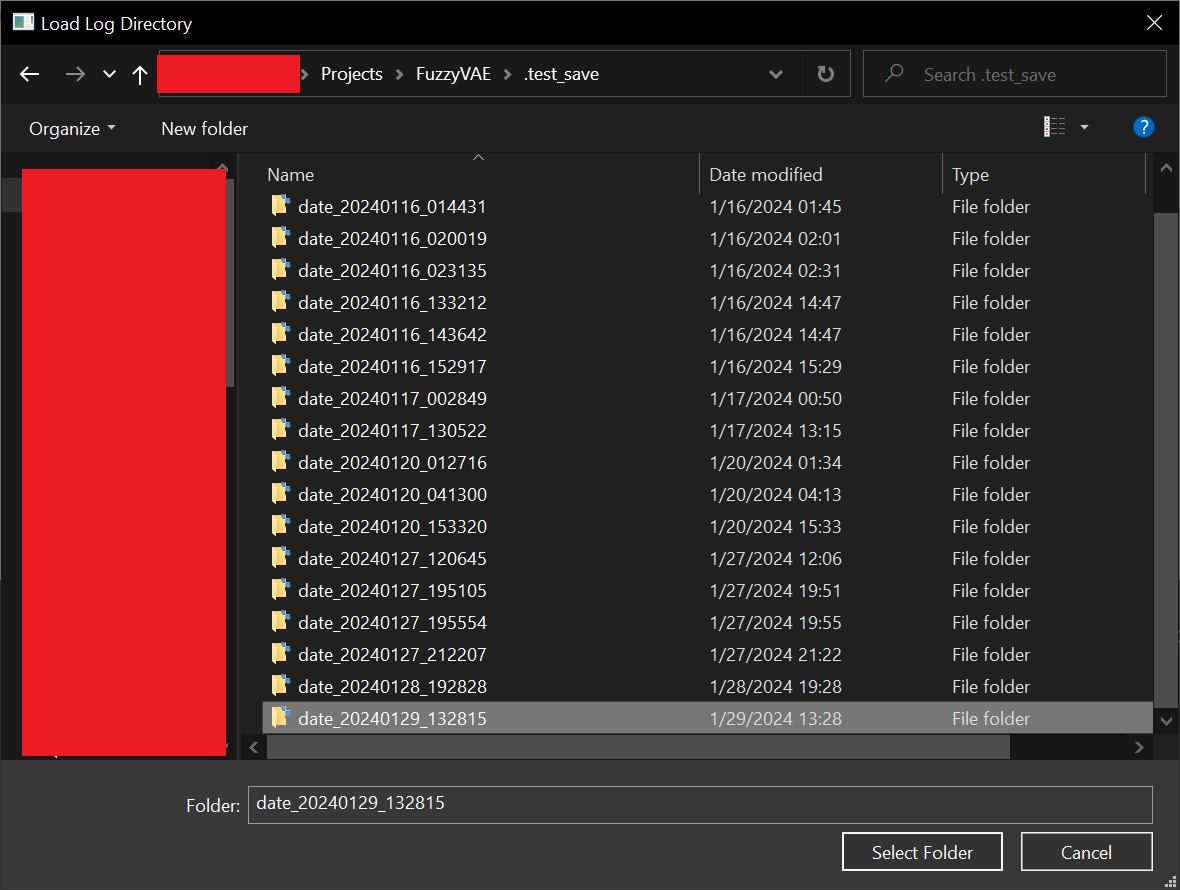 Load Log Directory
Projects > FuzzyVAE > .test_save
Search .test_save
Organize New folder
?
Name Date modified Type
date_20240116_014431 1/16/2024 01:45 File folder
date_20240116_020019 1/16/2024 02:01 File folder
date_20240116_023135 1/16/2024 02:31 File folder
date_20240116_133212 1/16/2024 14:47 File folder
date_20240116_143642 1/16/2024 14:47 File folder
date_20240116_152917 1/16/2024 15:29 File folder
date_20240117_002849 1/17/2024 00:50 File folder
date_20240117_130522 1/17/2024 13:15 File folder
date_20240120_012716 1/20/2024 01:34 File folder
date_20240120_041300 1/20/2024 04:13 File folder
date_20240120_153320 1/20/2024 15:33 File folder
date_20240127_120645 1/27/2024 12:06 File folder
date_20240127_195105 1/27/2024 19:51 File folder
date_20240127_195554 1/27/2024 19:55 File folder
date_20240127_212207 1/27/2024 21:22 File folder
date_20240128_192828 1/28/2024 19:28 File folder
date_20240129_132815 1/29/2024 13:28 File folder
Folder: date_20240129_132815
Select Folder Cancel